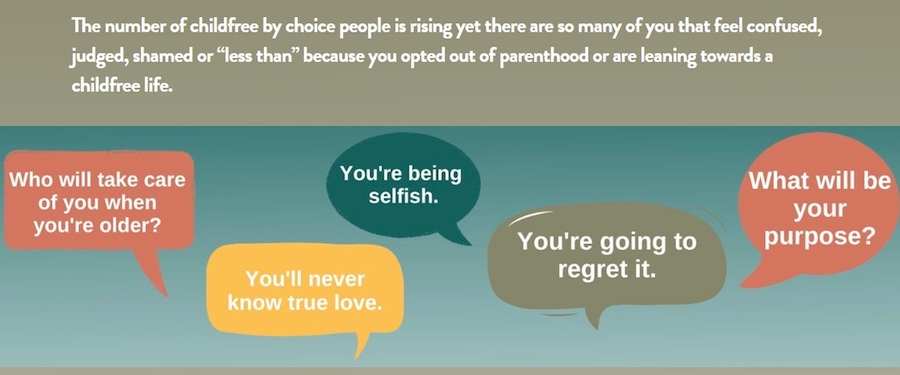 The number of childfree by choice people is rising yet there are so many of you that feel confused,
judged, shamed or “less than” because you opted out of parenthood or are leaning towards a
childfree life.
Who will take care
of you when
you're older?
You'll never
know true love.
You're being
selfish.
You're going to
regret it.
What will be
your
purpose?